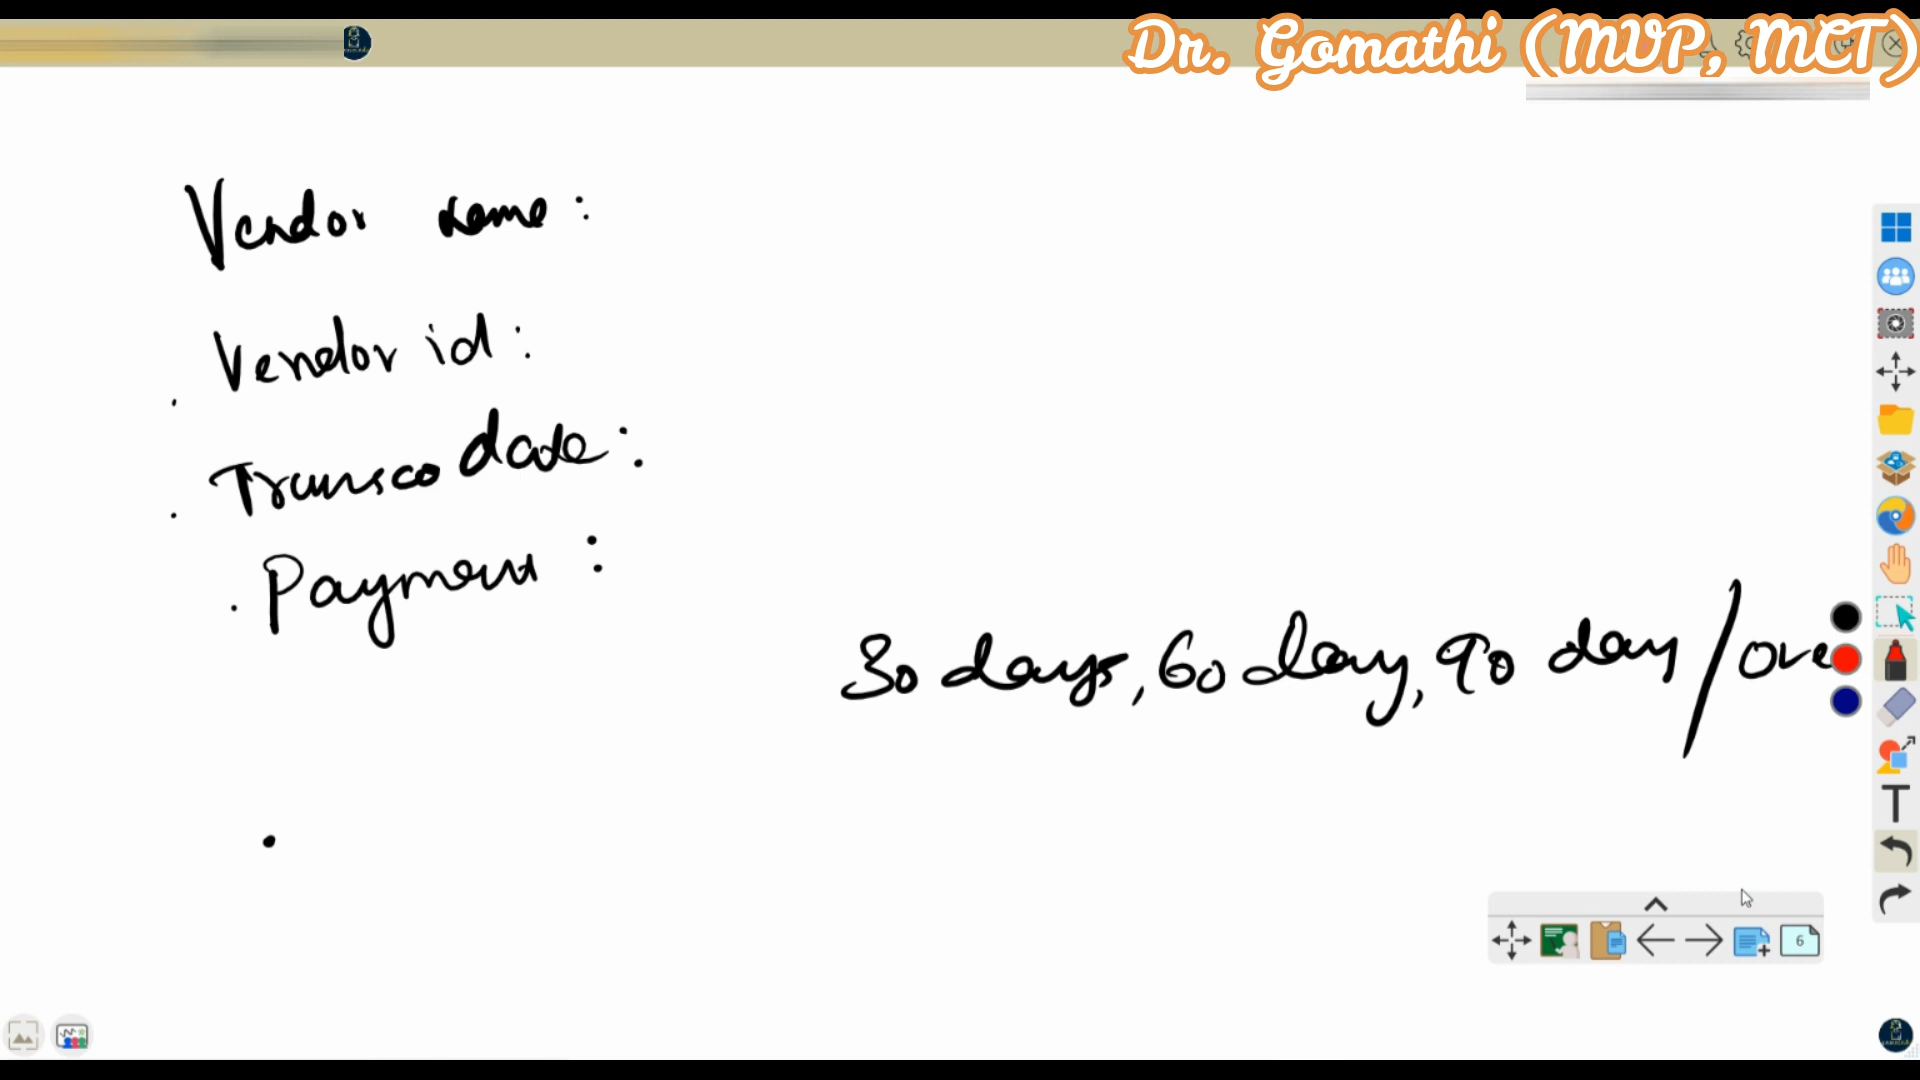 Dr. Gomathi (MVP, MCT)
Vendor name:
Vendor id:
Transco date:
Payment:
30 days, 60 day, 90 day / ove
T
6